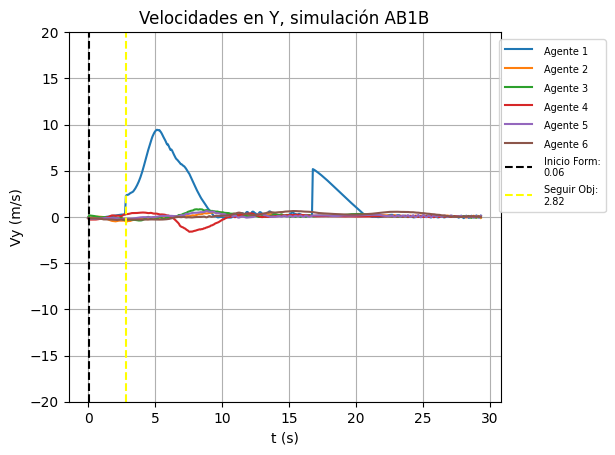 Velocidades en Y, simulación AB1B
Vy (m/s)
20
15
10
5
0
−5
−10
−15
−20
0
5
10
15
20
25
30
t (s)
Agente 1
Agente 2
Agente 3
Agente 4
Agente 5
Agente 6
Inicio Form:
0.06
Seguir Obj:
2.82